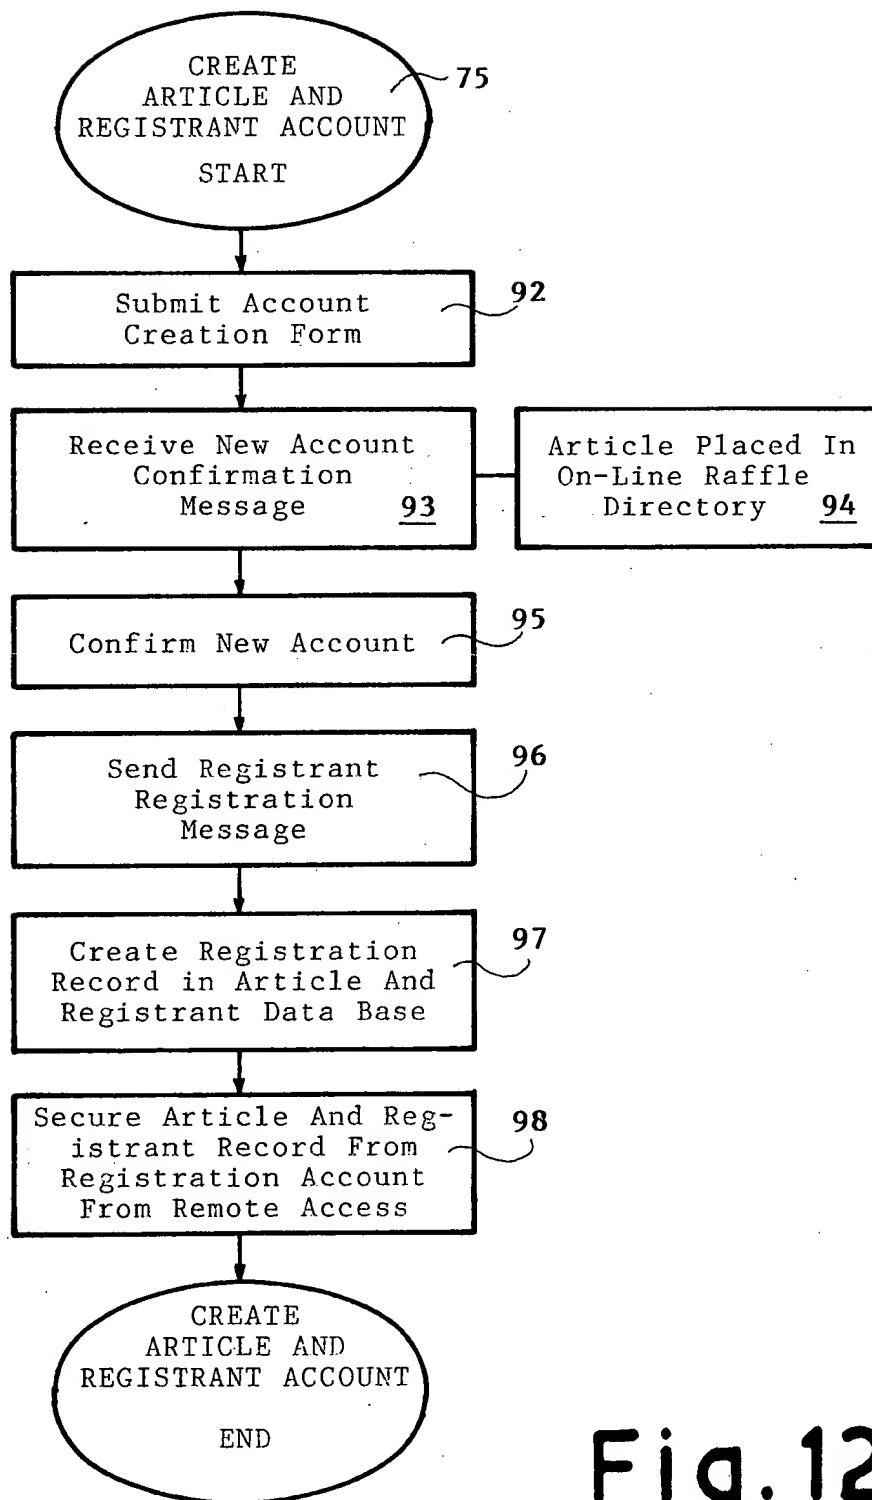 CREATE
ARTICLE AND
REGISTRANT ACCOUNT
START
75
Submit Account
Creation Form
92
Receive New Account
Confirmation
Message
93
Article Placed In
On-Line Raffle
Directory
94
Confirm New Account
95
Send Registrant
Registration
Message
96
Create Registration
Record in Article And
Registrant Data Base
97
Secure Article And Reg-
istrant Record From
Registration Account
From Remote Access
98
CREATE
ARTICLE AND
REGISTRANT ACCOUNT
END
Fig.12